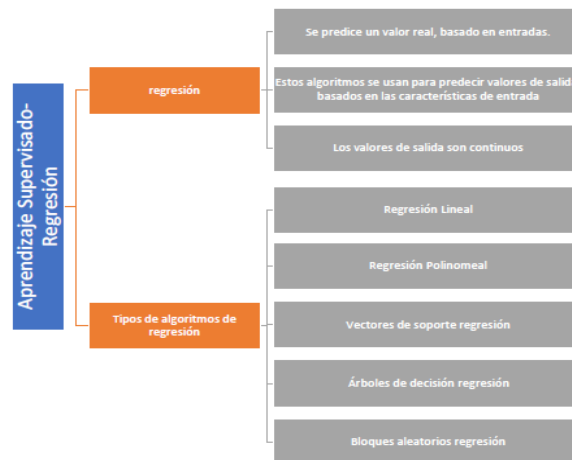 Aprendizaje Supervisado-
Regresión
regresión
Se predice un valor real, basado en entradas.
Estos algoritmos se usan para predecir valores de salid
basados en las características de entrada
Los valores de salida son continuos
Tipos de algoritmos de
regresión
Regresión Lineal
Regresión Polinomeal
Vectores de soporte regresión
Árboles de decisión regresión
Bloques aleatorios regresión